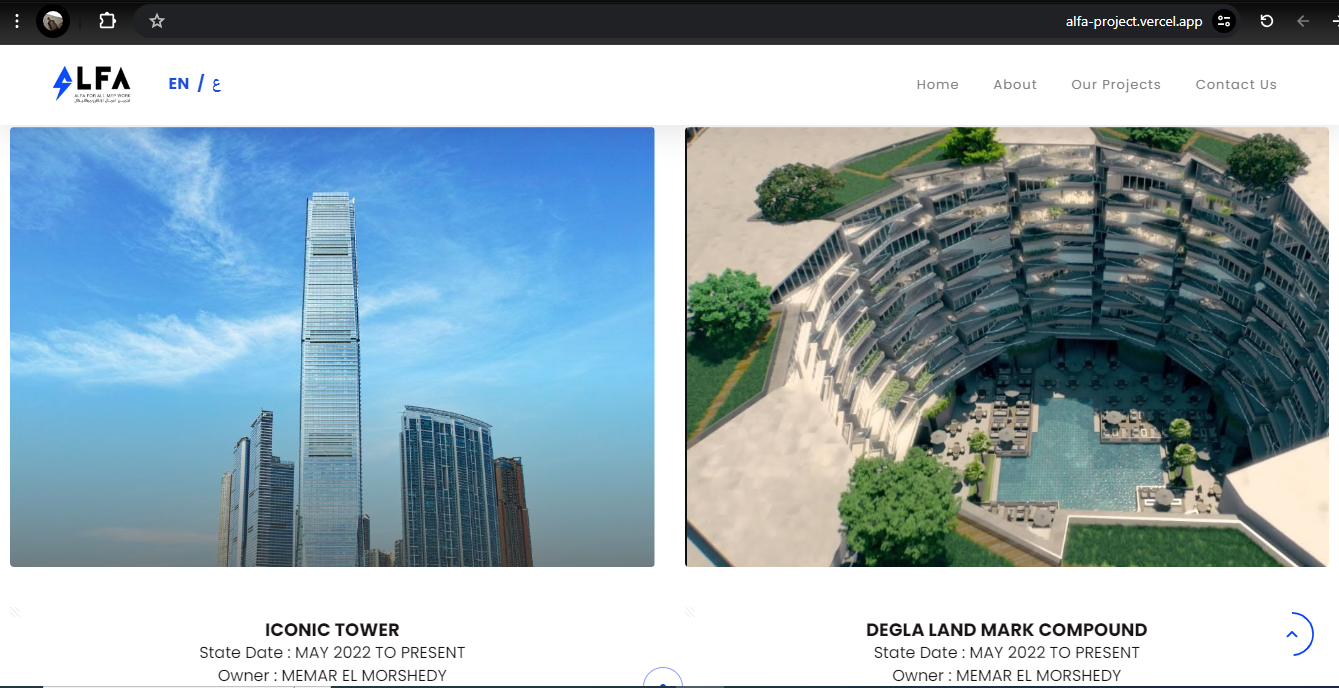 alfa-project.vercel.app
ALFA
ALFA FOR ALL MEP WORK
EN / ع
Home
About
Our Projects
Contact Us
ICONIC TOWER
State Date : MAY 2022 TO PRESENT
Owner : MEMAR EL MORSHEDY
DEGLA LAND MARK COMPOUND
State Date : MAY 2022 TO PRESENT
Owner : MEMAR EL MORSHEDY